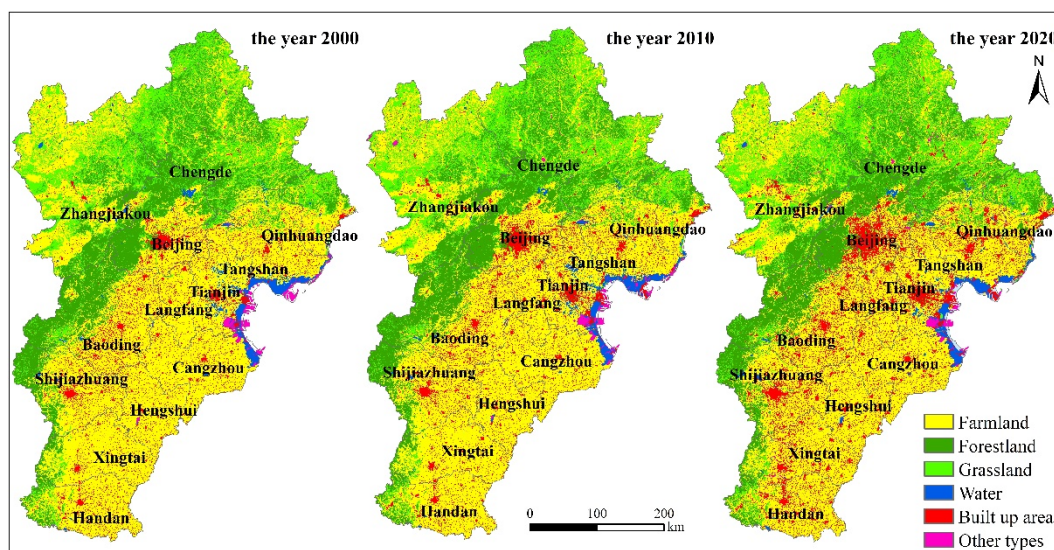 the year 2000
Chengde
Zhangjiakou
Beijing
Qinhuangdao
Tangshan
Tianjin
Langfang
Baoding
Cangzhou
Shijiazhuang
Hengshui
Xingtai
Handan
the year 2010
Chengde
Zhangjiakou
Beijing
Qinhuangdao
Tangshan
Tianjin
Langfang
Baoding
Cangzhou
Shijiazhuang
Hengshui
Xingtai
Handan
0 100 200
km
the year 2020
N
Chengde
Zhangjiakou
Beijing
Qinhuangdao
Tangshan
Tianjin
Langfang
Baoding
Cangzhou
Shijiazhuang
Hengshui
Xingtai
Handan
Farmland
Forestland
Grassland
Water
Built up area
Other types